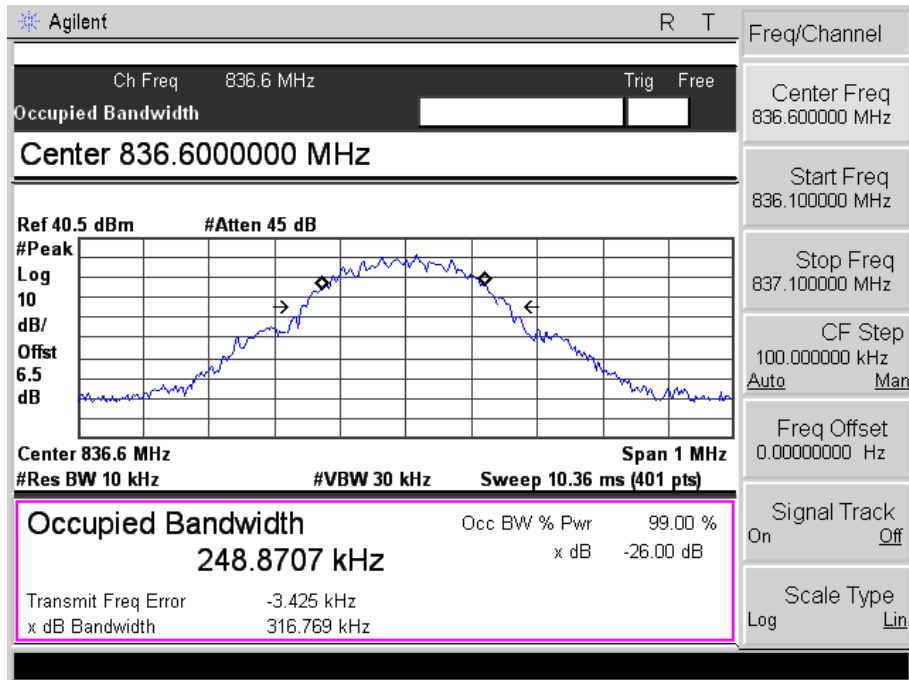 Agilent R T
Ch Freq 836.6 MHz Trig Free
Occupied Bandwidth
Center 836.6000000 MHz
Ref 40.5 dBm #Atten 45 dB
#Peak
Log
10
dB/
Offst
6.5
dB
Center 836.6 MHz Span 1 MHz
#Res BW 10 kHz #VBW 30 kHz Sweep 10.36 ms (401 pts)
Occupied Bandwidth Occ BW % Pwr 99.00 %
248.8707 kHz x dB -26.00 dB
Transmit Freq Error -3.425 kHz
x dB Bandwidth 316.769 kHz
Freq/Channel
Center Freq
836.600000 MHz
Start Freq
836.100000 MHz
Stop Freq
837.100000 MHz
CF Step
100.000000 kHz
Auto Man
Freq Offset
0.00000000 Hz
Signal Track
On Off
Scale Type
Log Lin